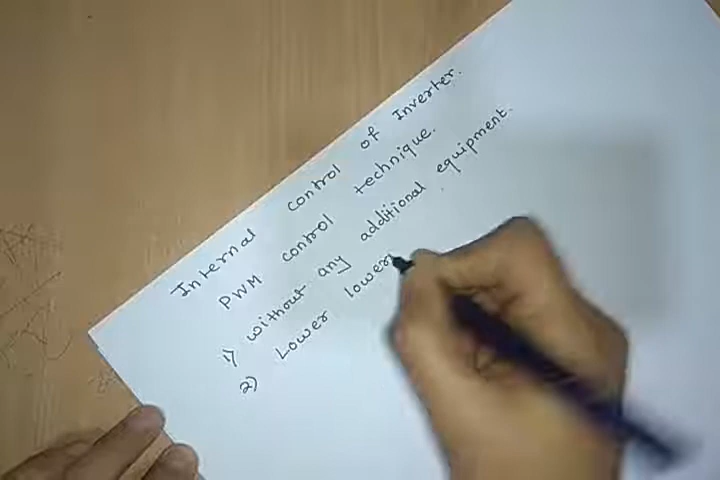 Internal control of Inverter.
PWM control technique.
1) without any additional equipment.
2) Lower lower